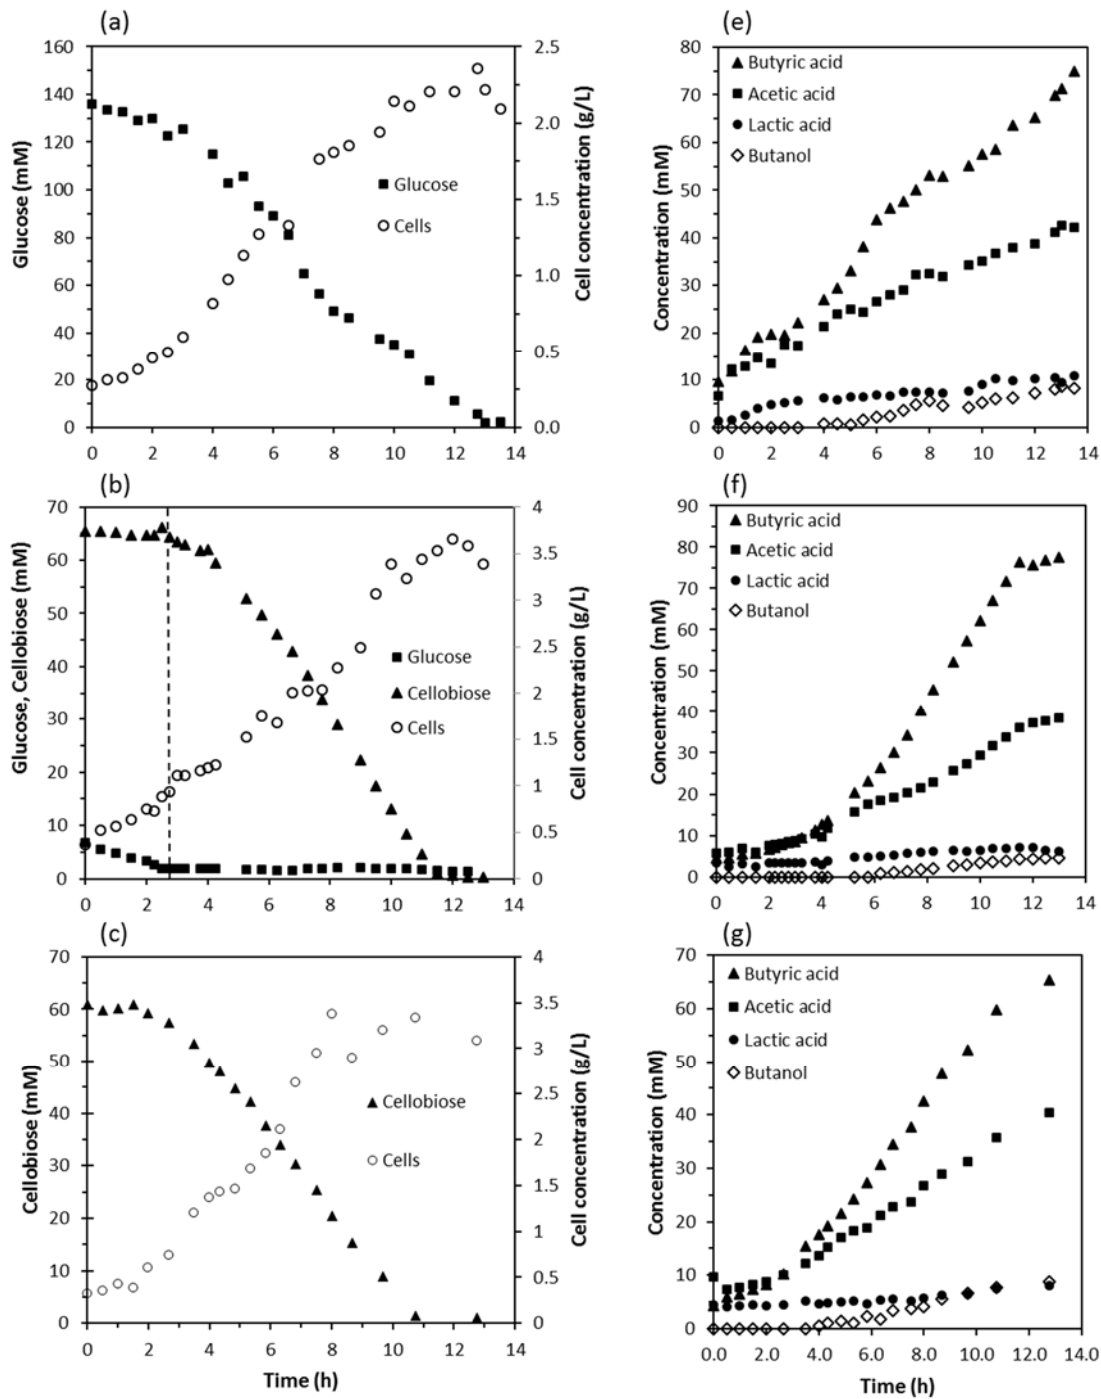 (a)
160
140
120
100
80
60
40
20
0
Glucose (mM)
2.5
2.0
1.5
1.0
0.5
0.0
Cell concentration (g/L)
Glucose
Cells
0 2 4 6 8 10 12 14
(e)
80
70
60
50
40
30
20
10
0
Concentration (mM)
Butyric acid
Acetic acid
Lactic acid
Butanol
0 2 4 6 8 10 12 14
(b)
70
60
50
40
30
20
10
0
Glucose, Cellobiose (mM)
4
3.5
3
2.5
2
1.5
1
0.5
0
Cell concentration (g/L)
Glucose
Cellobiose
Cells
0 2 4 6 8 10 12 14
(f)
90
80
70
60
50
40
30
20
10
0
Concentration (mM)
Butyric acid
Acetic acid
Lactic acid
Butanol
0 2 4 6 8 10 12 14
(c)
70
60
50
40
30
20
10
0
Cellobiose (mM)
4
3.5
3
2.5
2
1.5
1
0.5
0
Cell concentration (g/L)
Cellobiose
Cells
0 2 4 6 8 10 12 14
Time (h)
(g)
70
60
50
40
30
20
10
0
Concentration (mM)
Butyric acid
Acetic acid
Lactic acid
Butanol
0.0 2.0 4.0 6.0 8.0 10.0 12.0 14.0
Time (h)